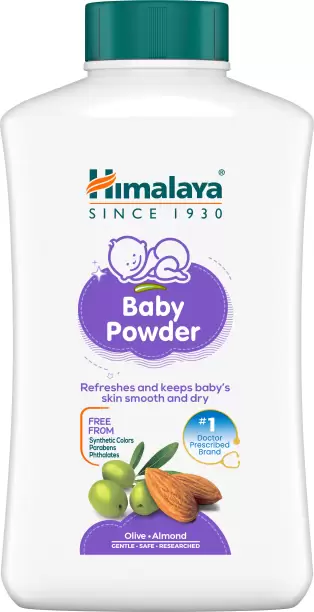 Himalaya®
SINCE 1930
Baby
Powder
Refreshes and keeps baby's
skin smooth and dry
FREE
FROM
Synthetic Colors
Parabens
Phthalates
#1
Doctor
Prescribed
Brand
Olive • Almond
GENTLE • SAFE • RESEARCHED